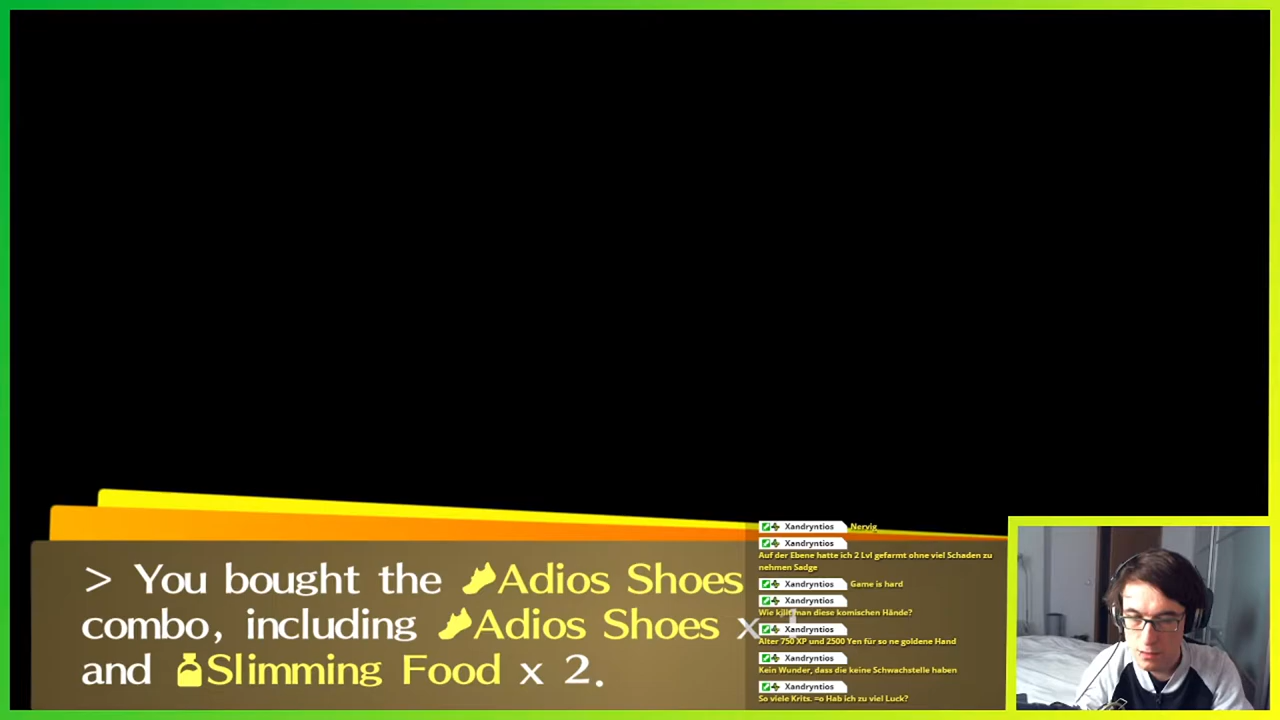 > You bought the Adios Shoes
combo, including Adios Shoes x 1
and Slimming Food x 2.
Xandryntios Nervig
Xandryntios
Auf der Ebene hatte ich 2 Lvl gefarmt ohne viel Schaden zu
nehmen Sadge
Xandryntios Game is hard
Xandryntios
Wie killt man diese komischen Hände?
Xandryntios
Alter 750 XP und 2500 Yen für so ne goldene Hand
Xandryntios
Kein Wunder, dass die keine Schwachstelle haben
Xandryntios
So viele Krits. =o Hab ich zu viel Luck?